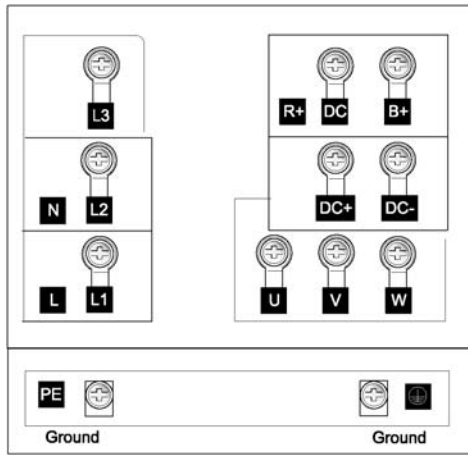 L3
R+ DC B+
N L2
DC+ DC-
L L1
U V W
PE
Ground Ground